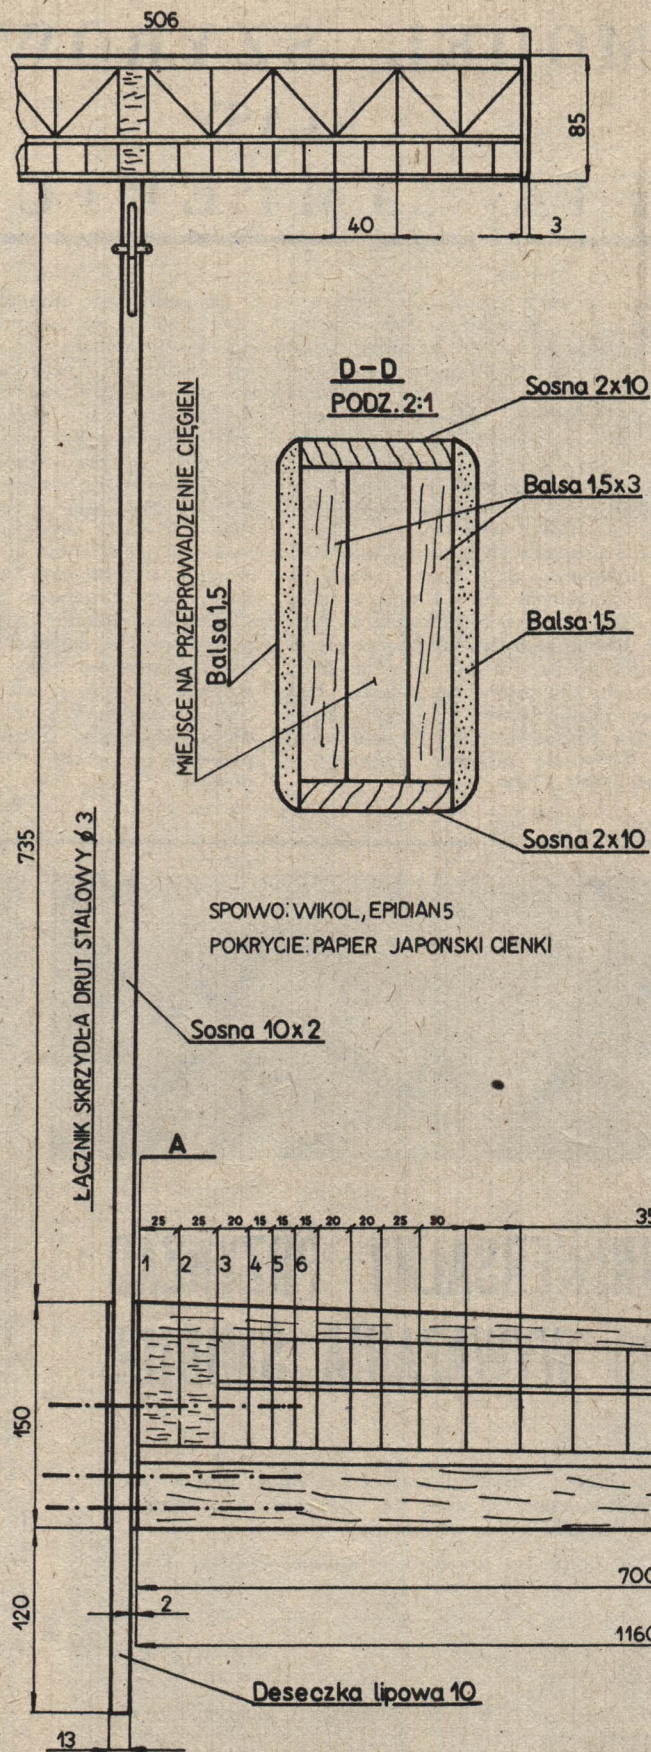 506
85
40
3
D-D
PODZ. 2:1
Sosna 2x10
Balsa 1,5x3
Balsa 1,5
Sosna 2x10
MIEJSCE NA PRZEPROWADZENIE CIĘGIEN
Balsa 1,5
735
ŁĄCZNIK SKRZYDŁA DRUT STALOWY ø 3
SPOIWO: WIKOL, EPIDIAN 5
POKRYCIE: PAPIER JAPOŃSKI CIENKI
Sosna 10x2
A
25 25 20 15 15 15 20 20 25 30 35
1 2 3 4 5 6
150
120
2
700
1160
Deseczka lipowa 10
13